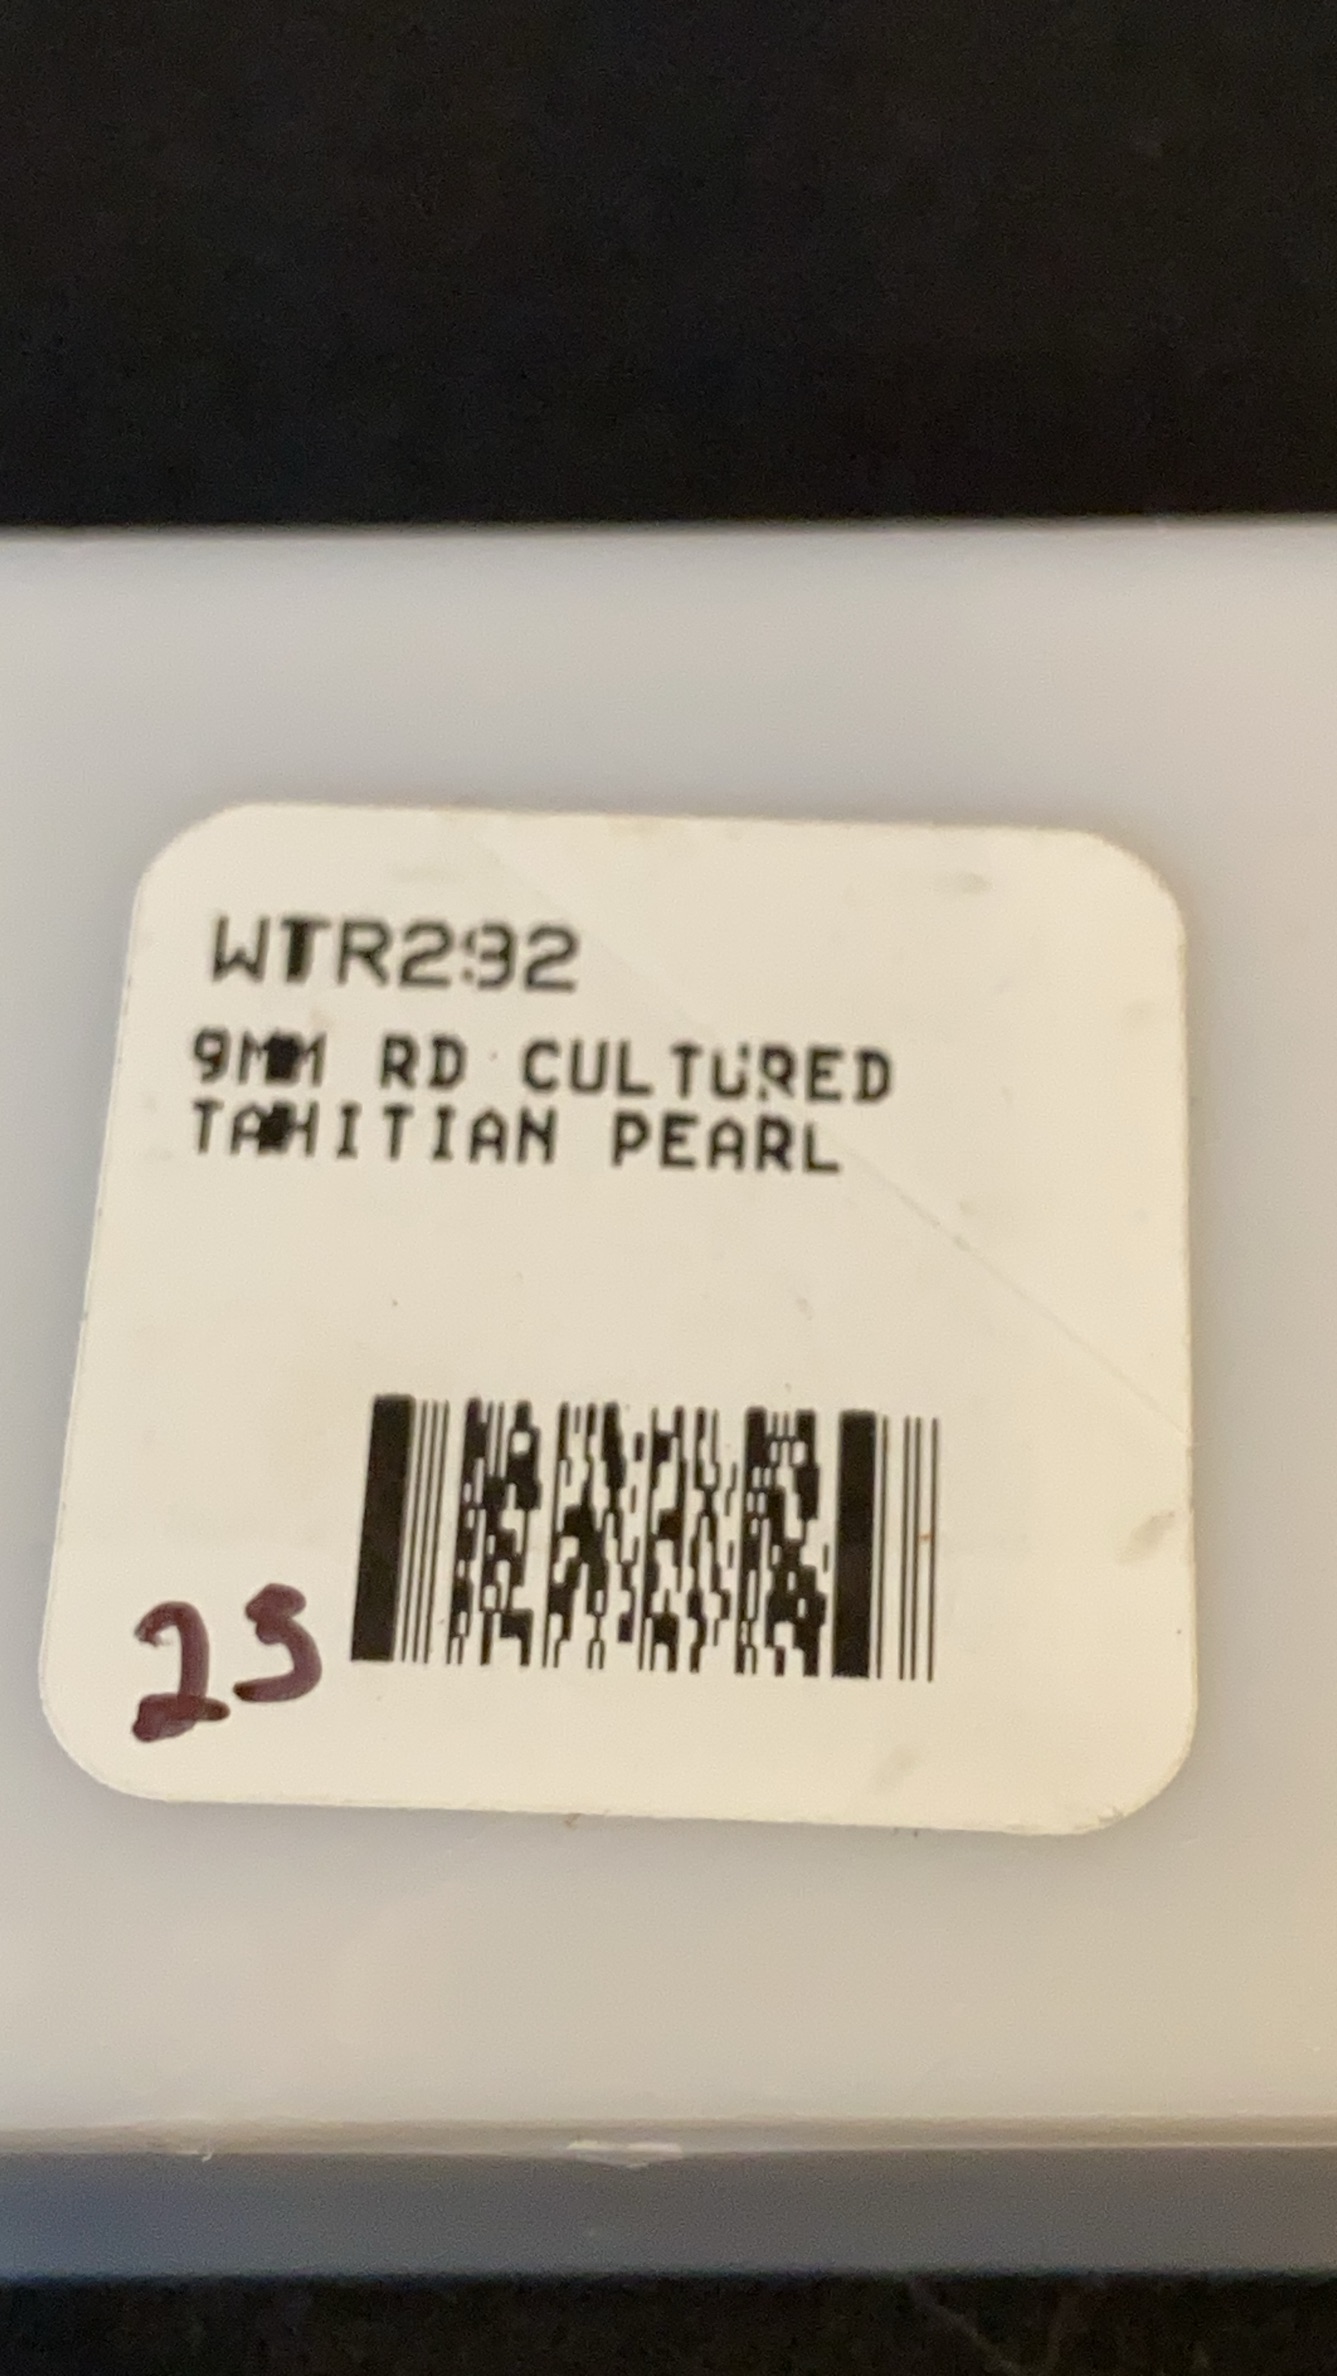 WTR292
9MM RD CULTURED
TAHITIAN PEARL
23